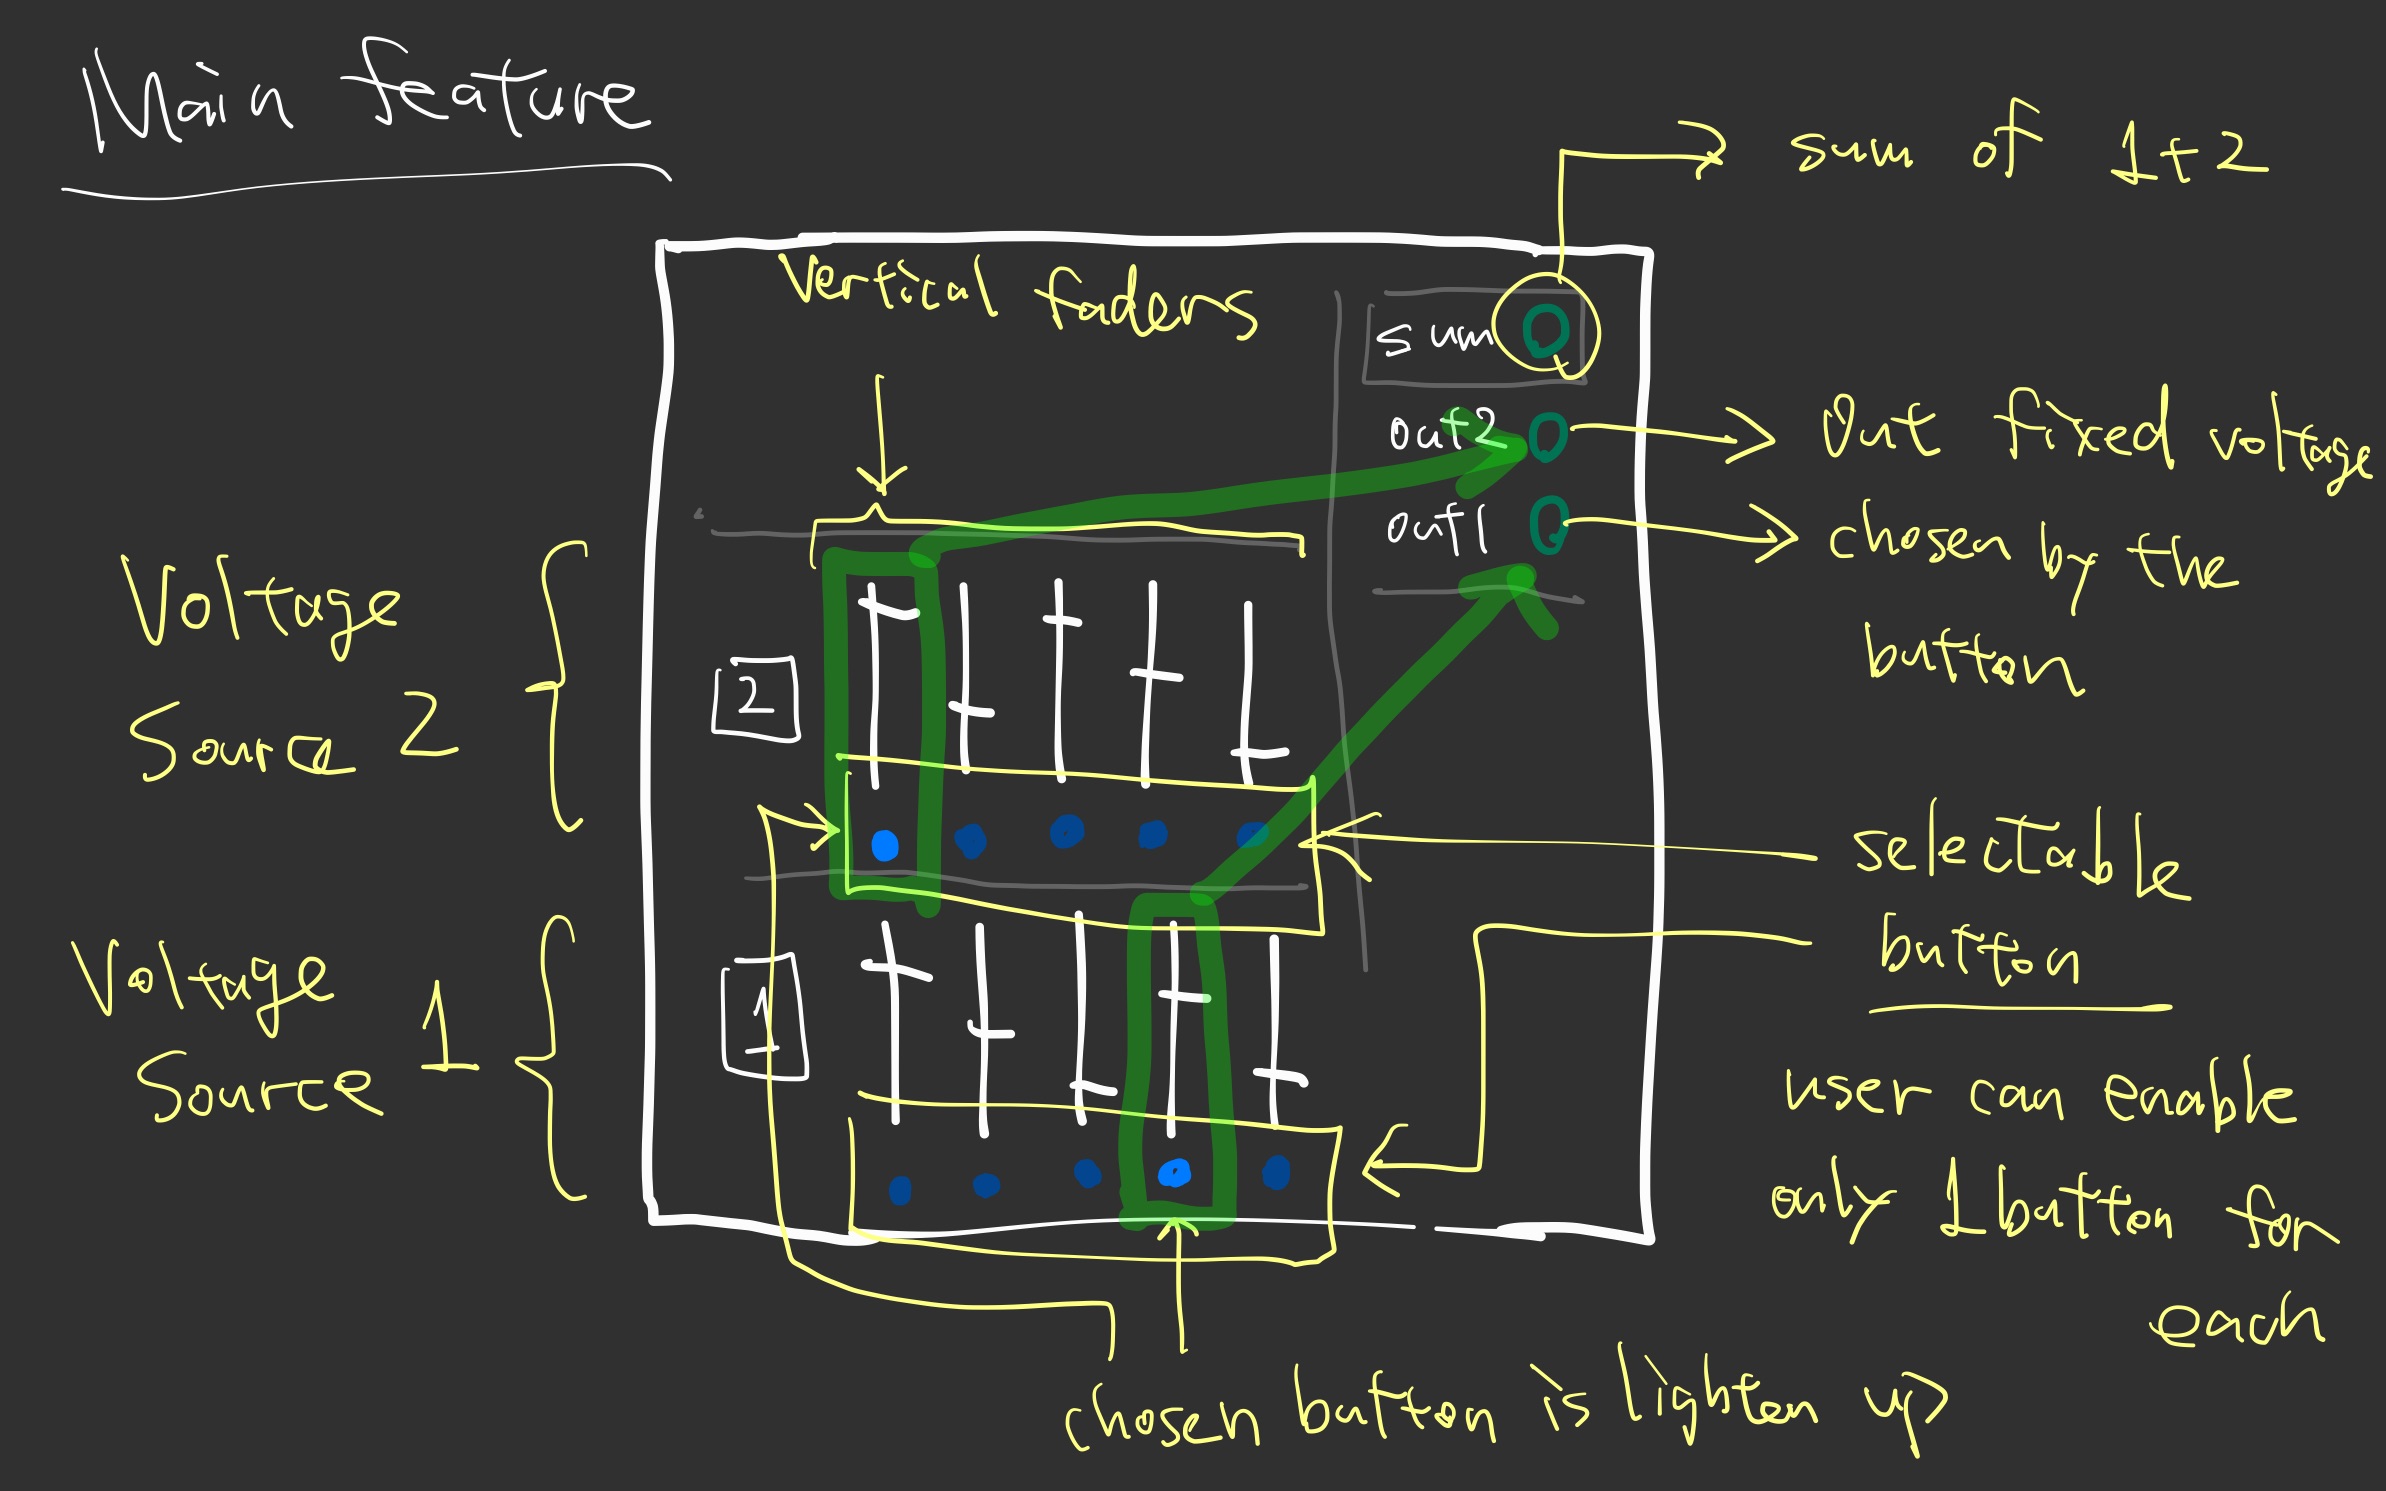 Main feature
sum of 1+2
Vertical faders
sum
out2
out1
Out fixed voltage
chosen by the
button
Voltage
Source 2
2
Voltage
Source 1
1
selectable
button
user can enable
only 1 button for
each
chosen button is lighten up